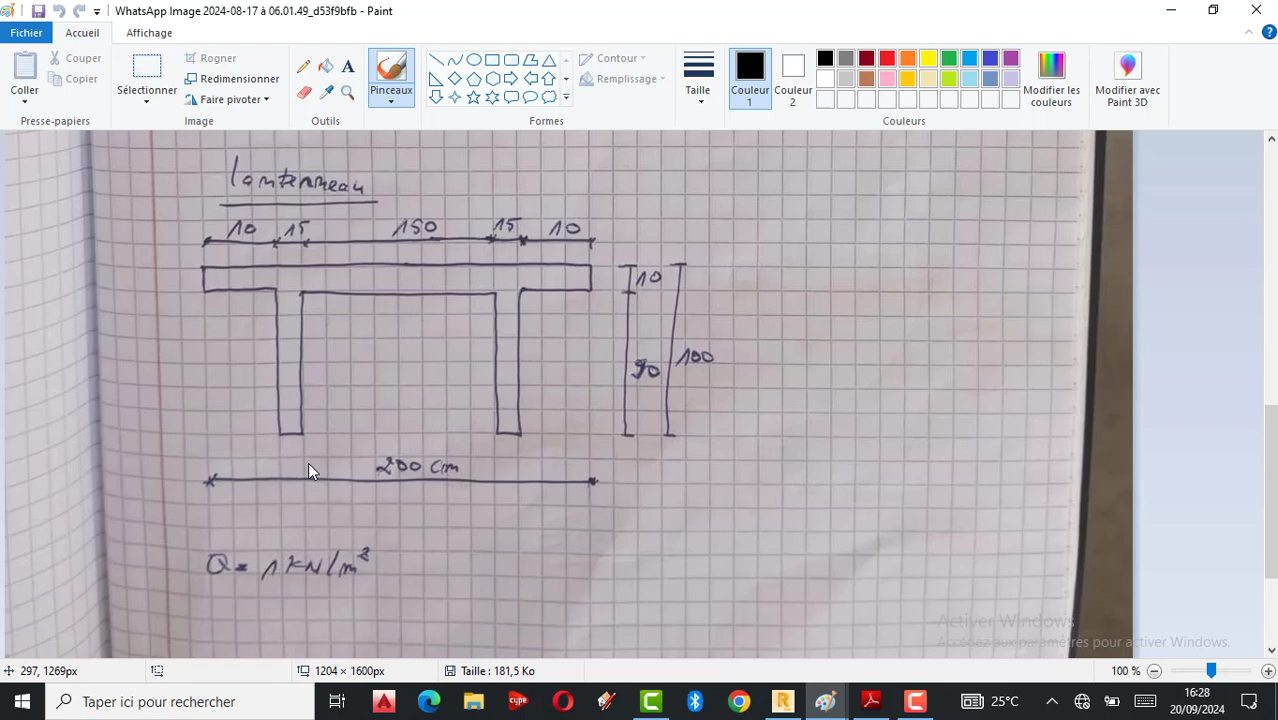 WhatsApp Image 2024-08-17 à 06.01.49_d53f9bfb - Paint
Fichier Accueil Affichage
Coller
Couper
Copier
Presse-papiers
Sélectionner
Rogner
Redimensionner
Faire pivoter
Image
A
Outils
Pinceaux
Contour
Remplissage
Formes
Taille
Couleur 1
Couleur 2
Modifier les couleurs
Couleurs
Modifier avec Paint 3D
lanterneau
10 15 150 15 10
10
90 100
200 cm
Q = 1 KN/m²
Activer Windows
Accédez aux paramètres pour activer Windows.
297, 1269px 1204 × 1600px Taille : 181,5 Ko 100 %
Taper ici pour rechercher
25°C
16:28
20/09/2024